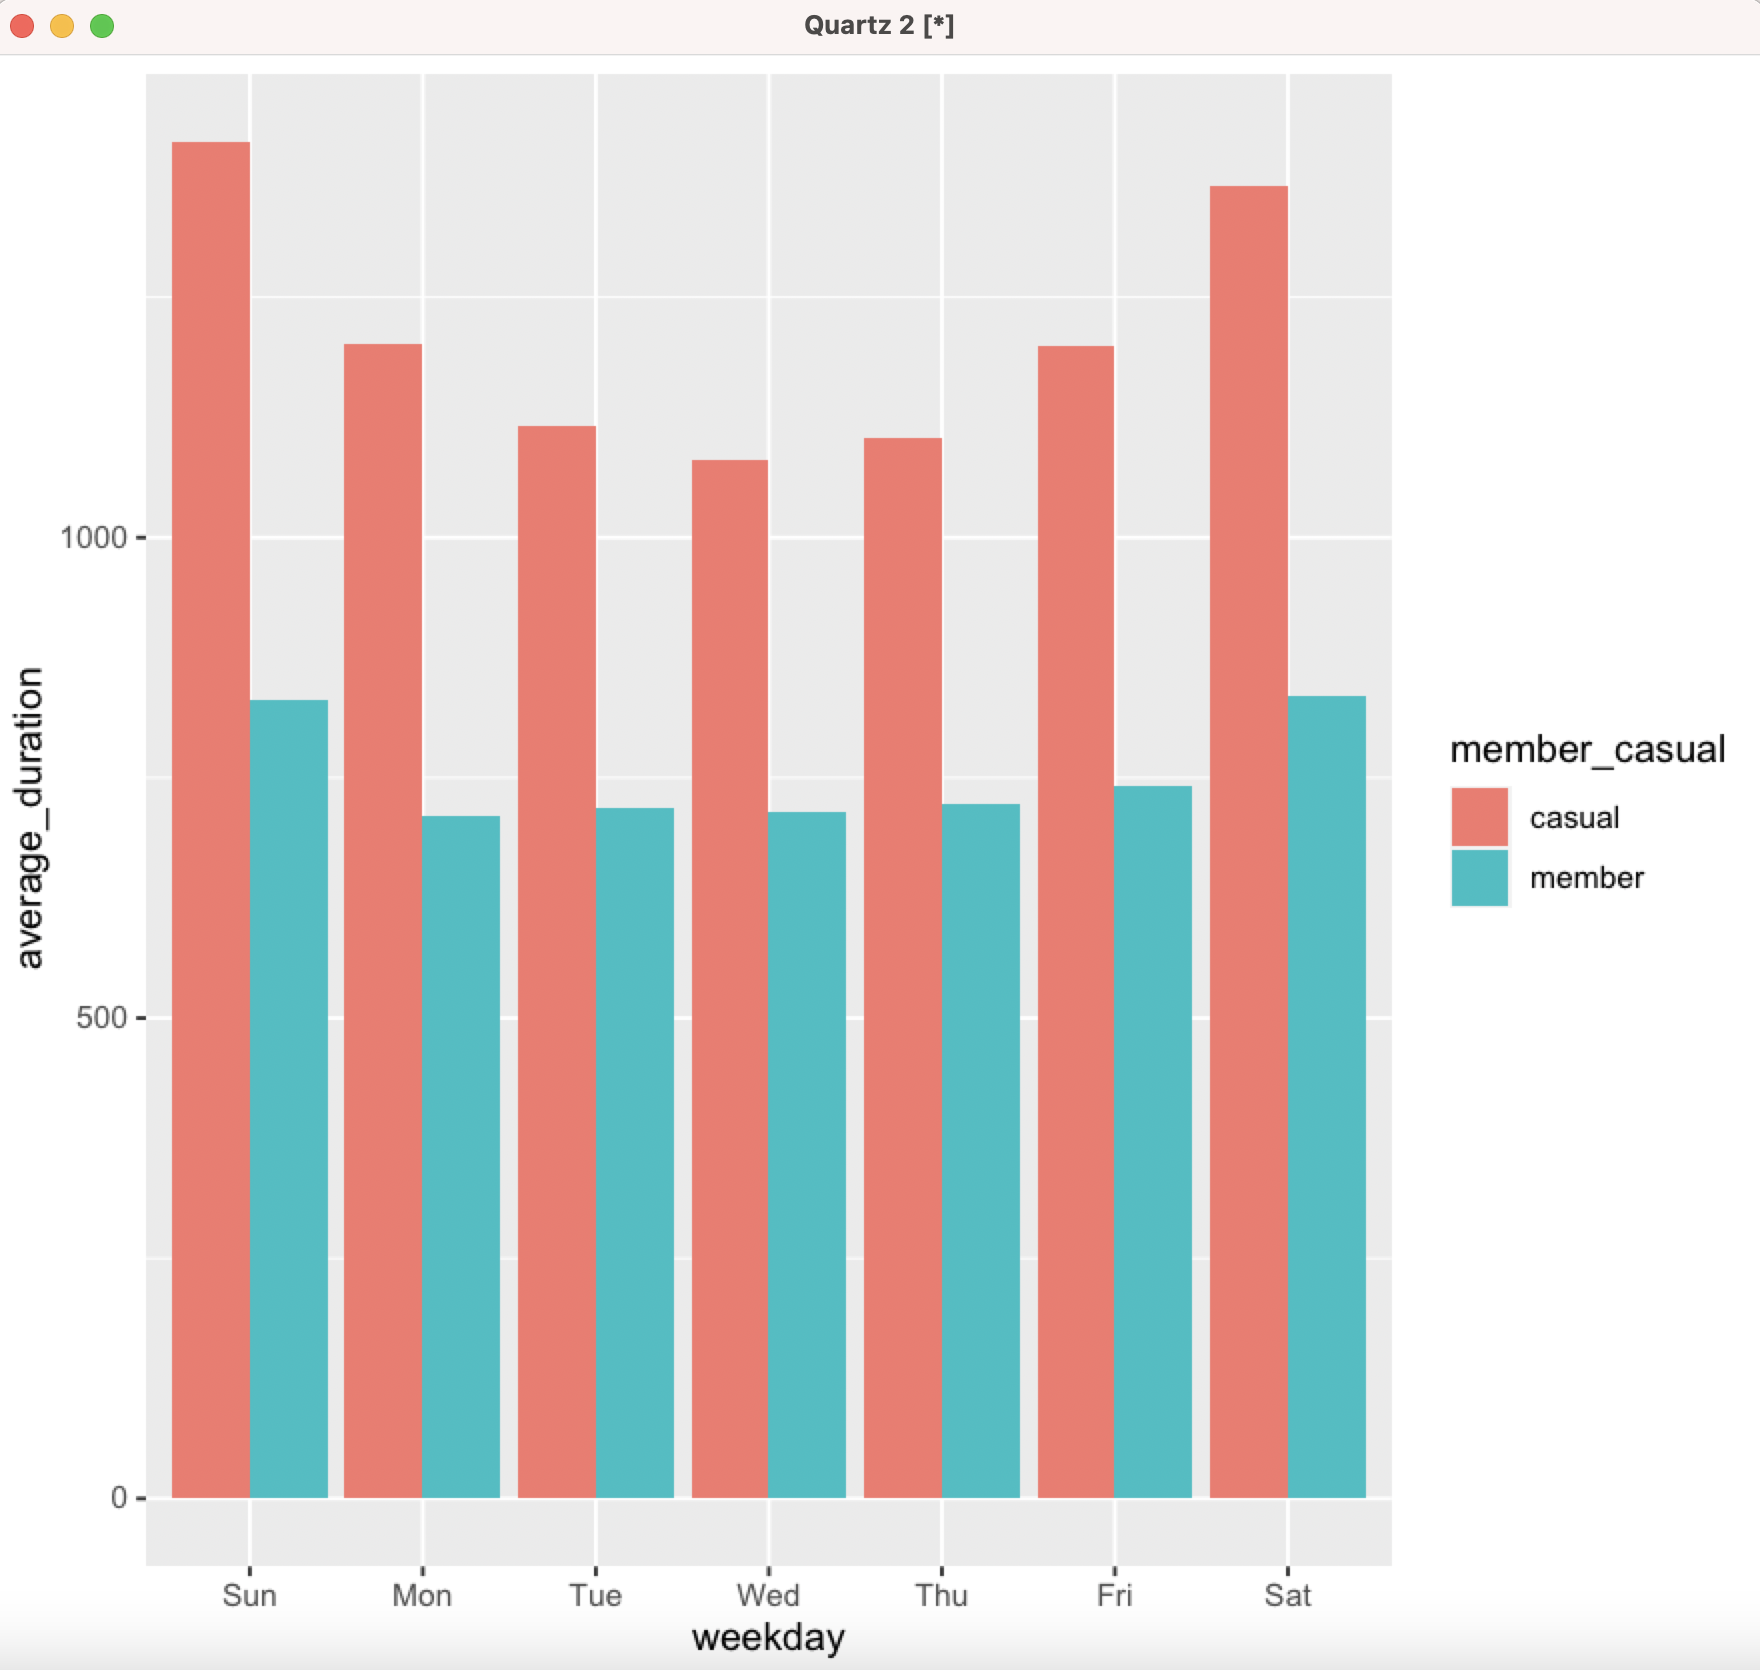 Quartz 2 [*]
average_duration
1000
500
0
Sun Mon Tue Wed Thu Fri Sat
weekday
member_casual
casual
member